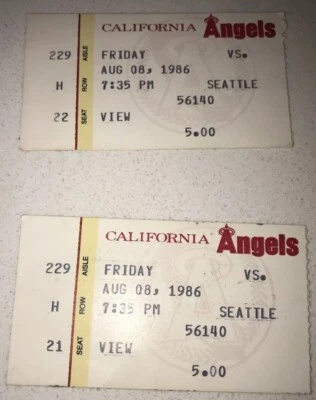 CALIFORNIA Angels
229 AISLE FRIDAY VS.
AUG 08, 1986
H ROW 7:35 PM SEATTLE
56140
22 SEAT VIEW
5.00
CALIFORNIA Angels
229 AISLE FRIDAY VS.
AUG 08, 1986
H ROW 7:35 PM SEATTLE
56140
21 SEAT VIEW
5.00